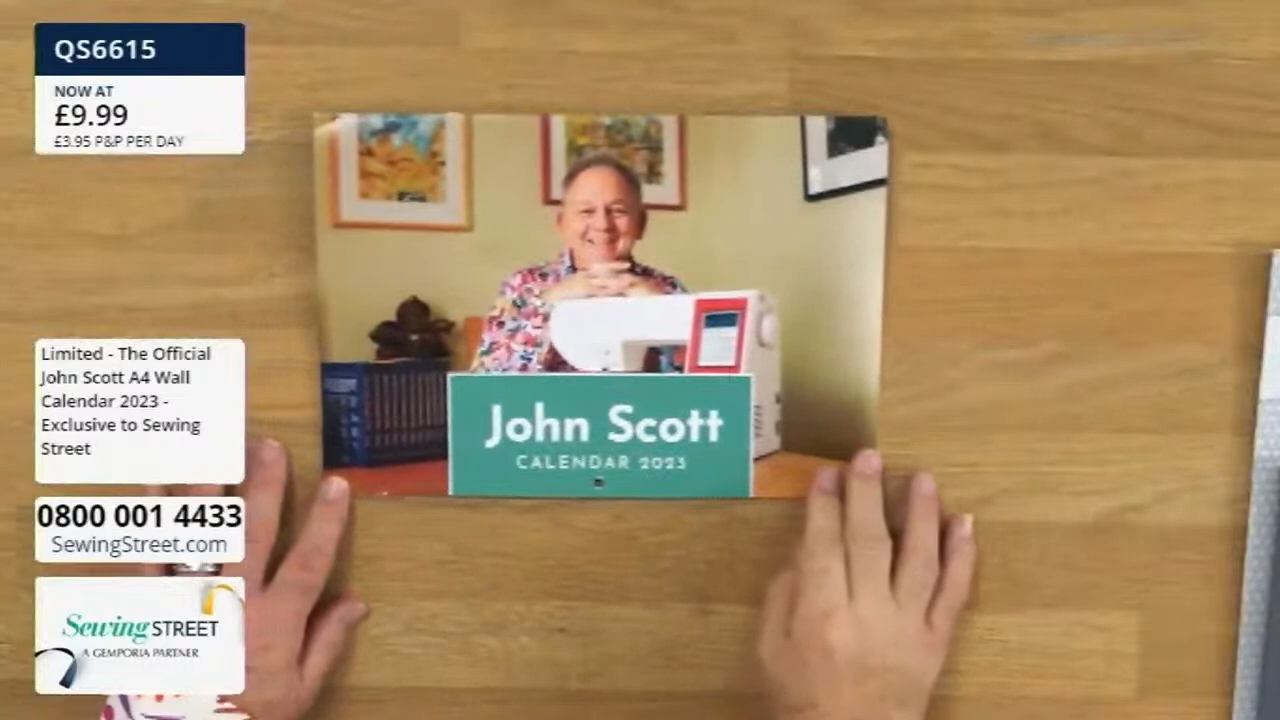 QS6615
NOW AT
£9.99
£3.95 P&P PER DAY
John Scott
CALENDAR 2023
Limited - The Official
John Scott A4 Wall
Calendar 2023 -
Exclusive to Sewing
Street
0800 001 4433
SewingStreet.com
Sewing STREET
A GEMPORIA PARTNER